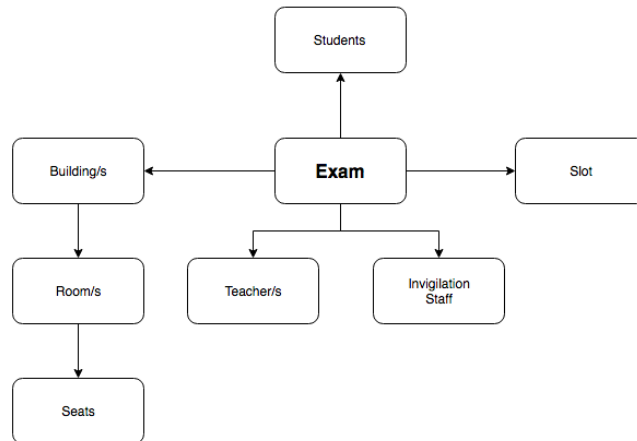 Students
Building/s
Exam
Slot
Room/s
Teacher/s
Invigilation
Staff
Seats